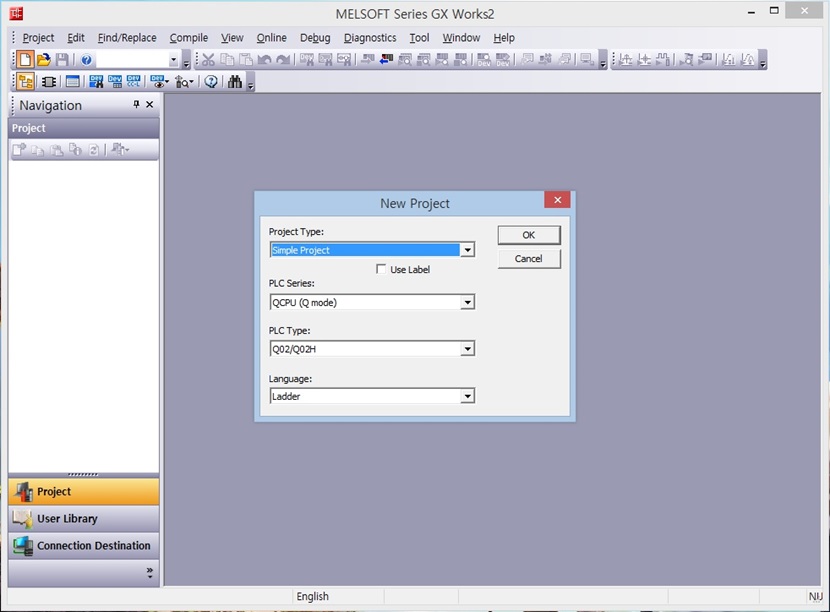 MELSOFT Series GX Works2
Project Edit Find/Replace Compile View Online Debug Diagnostics Tool Window Help
Navigation
Project
New Project
Project Type:
Simple Project
Use Label
PLC Series:
QCPU (Q mode)
PLC Type:
Q02/Q02H
Language:
Ladder
OK
Cancel
Project
User Library
Connection Destination
English